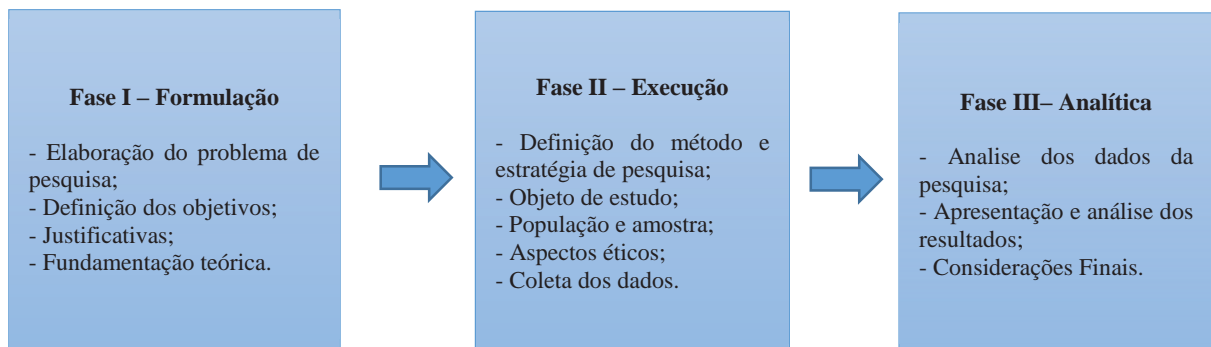 Fase I – Formulação
- Elaboração do problema de
pesquisa;
- Definição dos objetivos;
- Justificativas;
- Fundamentação teórica.
Fase II – Execução
- Definição do método e
estratégia de pesquisa;
- Objeto de estudo;
- População e amostra;
- Aspectos éticos;
- Coleta dos dados.
Fase III– Analítica
- Analise dos dados da
pesquisa;
- Apresentação e análise dos
resultados;
- Considerações Finais.